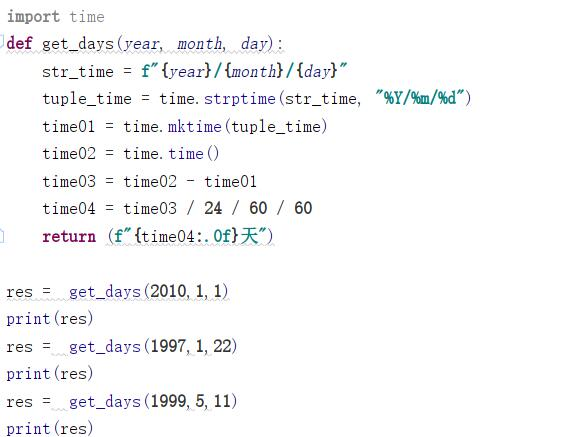 import time
def get_days(year, month, day):
    str_time = f"{year}/{month}/{day}"
    tuple_time = time.strptime(str_time, "%Y/%m/%d")
    time01 = time.mktime(tuple_time)
    time02 = time.time()
    time03 = time02 - time01
    time04 = time03 / 24 / 60 / 60
    return (f"{time04:.0f}天")
res =  get_days(2010,1,1)
print(res)
res =  get_days(1997,1,22)
print(res)
res =  get_days(1999,5,11)
print(res)